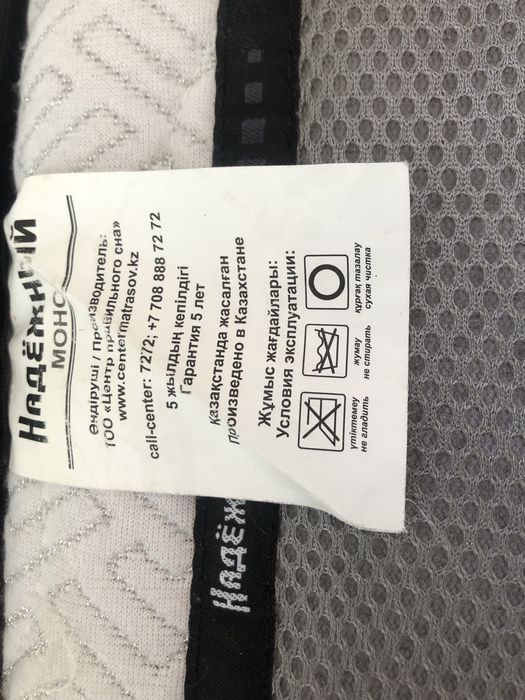 НАДЁЖНЫЙ
МОНО
Өндіруші / Производитель:
ТОО «Центр правильного сна»
www.centermatrasov.kz
call-center: 7272; +7 708 888 72 72
5 жылдың кепілдігі
Гарантия 5 лет
Қазақстанда жасалған
Произведено в Казахстане
Жұмыс жағдайлары:
Условия эксплуатации:
үтіктемеу
не гладить
жумау
не стирать
құрғақ тазалау
сухая чистка
НАДЁЖ